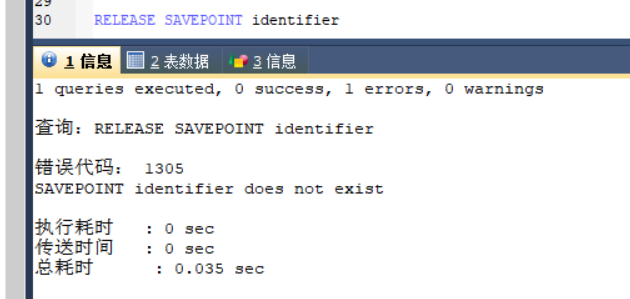 29
30 RELEASE SAVEPOINT identifier
1 信息 2 表数据 3 信息
1 queries executed, 0 success, 1 errors, 0 warnings
查询: RELEASE SAVEPOINT identifier
错误代码: 1305
SAVEPOINT identifier does not exist
执行耗时 : 0 sec
传送时间 : 0 sec
总耗时 : 0.035 sec